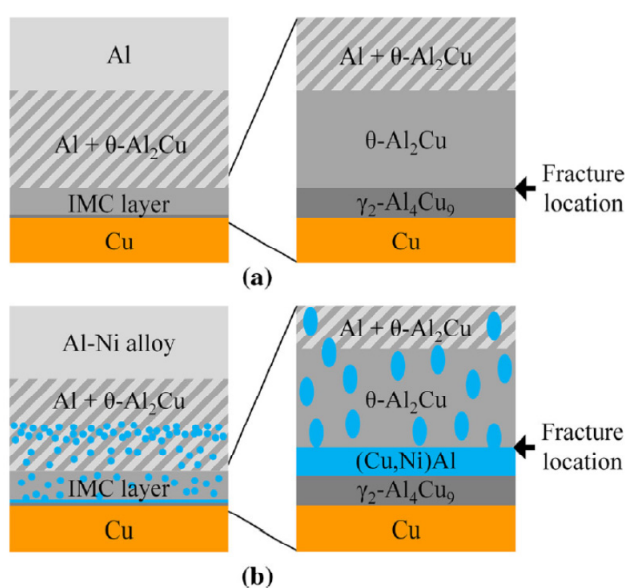 Al
Al + θ-Al₂Cu
Al + θ-Al₂Cu
θ-Al₂Cu
IMC layer
γ₂-Al₄Cu₉
Fracture
location
Cu
Cu
(a)
Al-Ni alloy
Al + θ-Al₂Cu
Al + θ-Al₂Cu
θ-Al₂Cu
IMC layer
(Cu,Ni)Al
Fracture
location
γ₂-Al₄Cu₉
Cu
Cu
(b)